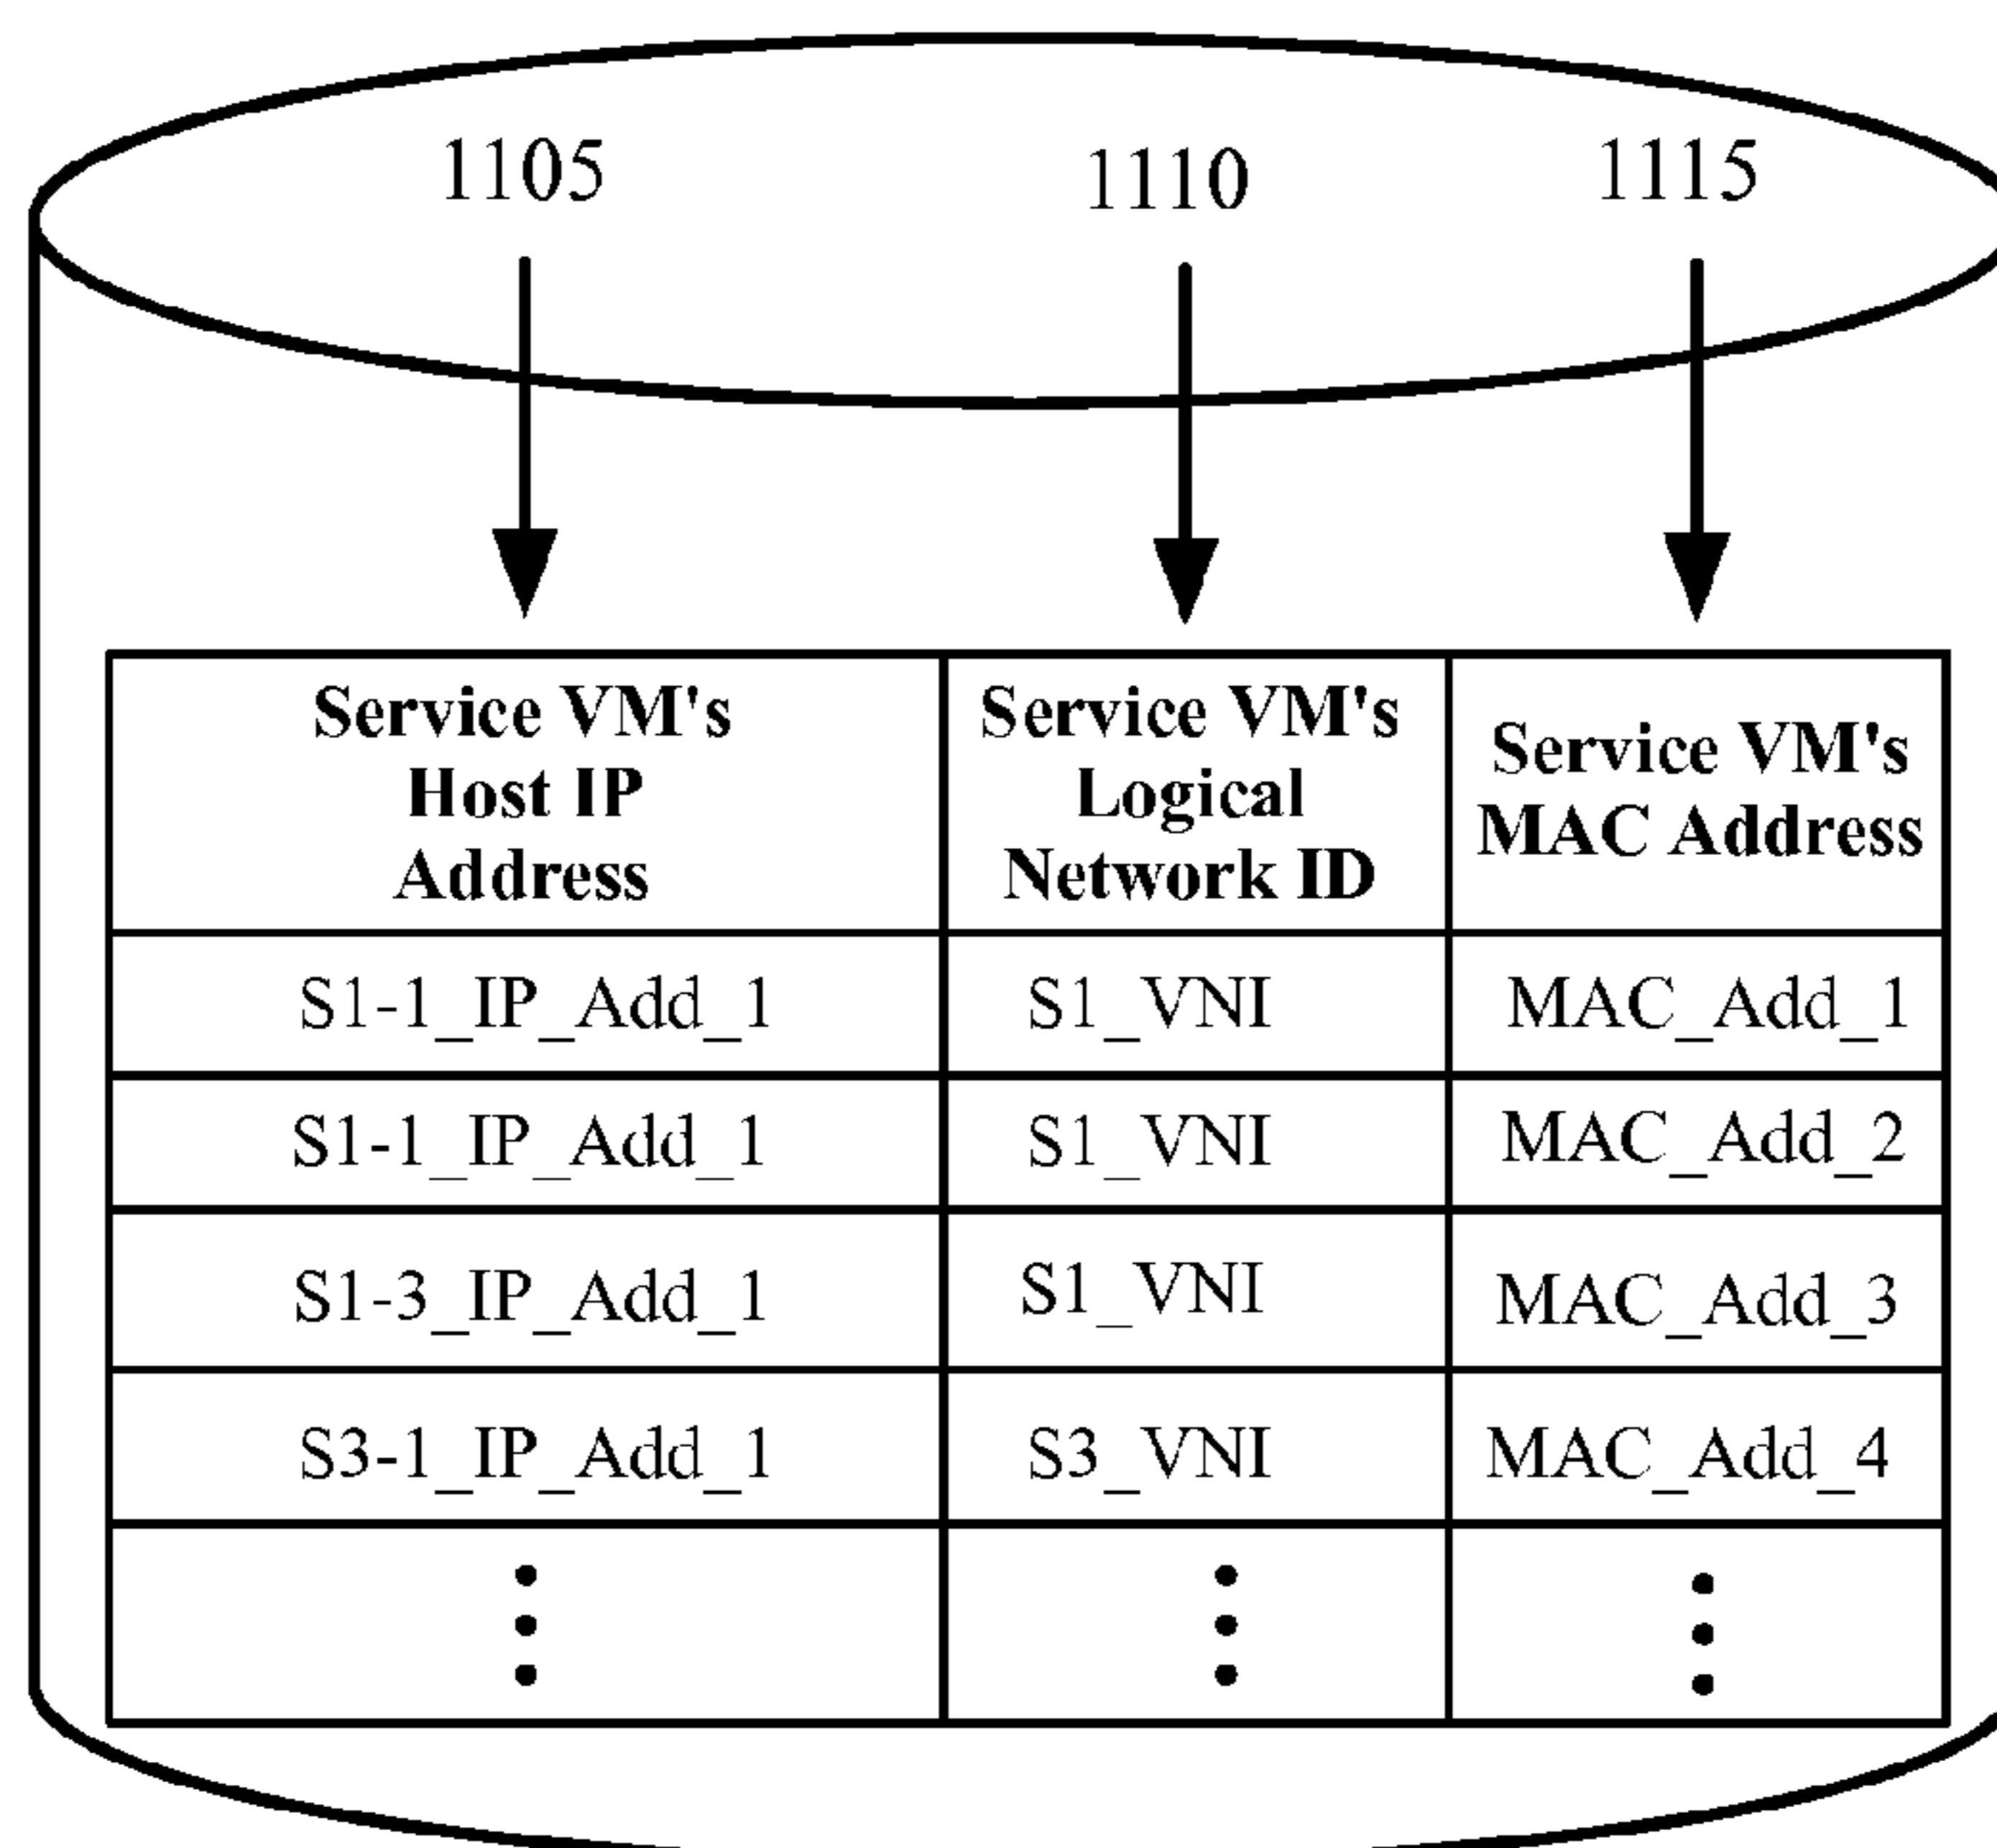 1105 1110 1115
Service VM's
Host IP
Address
Service VM's
Logical
Network ID
Service VM's
MAC Address
S1-1_IP_Add_1 S1_VNI MAC_Add_1
S1-1_IP_Add_1 S1_VNI MAC_Add_2
S1-3_IP_Add_1 S1_VNI MAC_Add_3
S3-1_IP_Add_1 S3_VNI MAC_Add_4